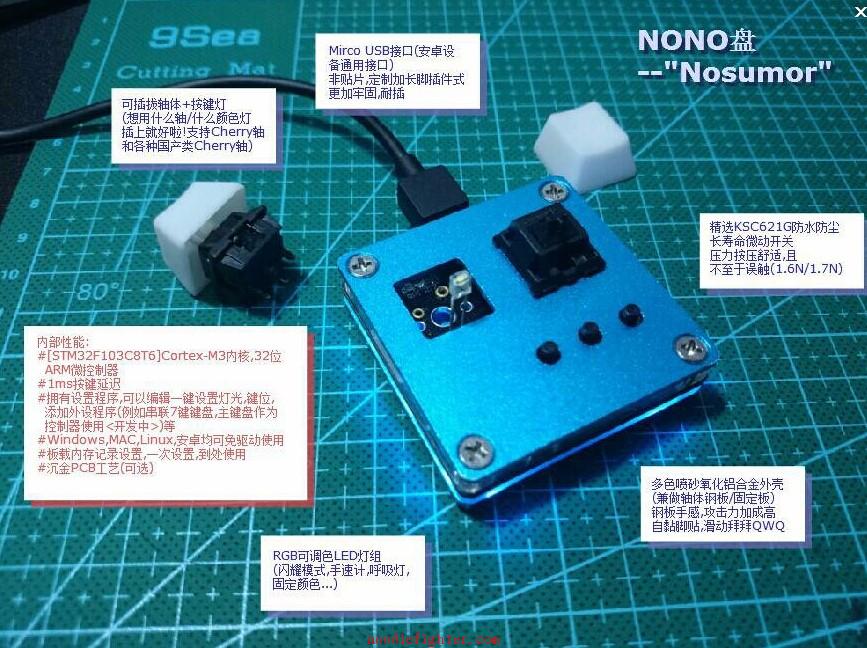 9Sea
Cutting Mat
NONO盘
--"Nosumor"
Mirco USB接口(安卓设
备通用接口)
非贴片,定制加长脚插件式
更加牢固,耐插
可插拔轴体+按键灯
(想用什么轴/什么颜色灯
插上就好啦!支持Cherry轴
和各种国产类Cherry轴)
精选KSC621G防水防尘
长寿命微动开关
压力按压舒适,且
不至于误触(1.6N/1.7N)
80°
10
内部性能:
#[STM32F103C8T6]Cortex-M3内核,32位
ARM微控制器
#1ms按键延迟
#拥有设置程序,可以编辑一键设置灯光,键位,
添加外设程序(例如串联7键键盘,主键盘作为
控制器使用<开发中>)等
#Windows,MAC,Linux,安卓均可免驱动使用
#板载内存记录设置,一次设置,到处使用
#沉金PCB工艺(可选)
多色喷砂氧化铝合金外壳
(兼做轴体钢板/固定板)
钢板手感,攻击力加成高
自黏脚贴,滑动拜拜QWQ
RGB可调色LED灯组
(闪耀模式,手速计,呼吸灯,
固定颜色...)